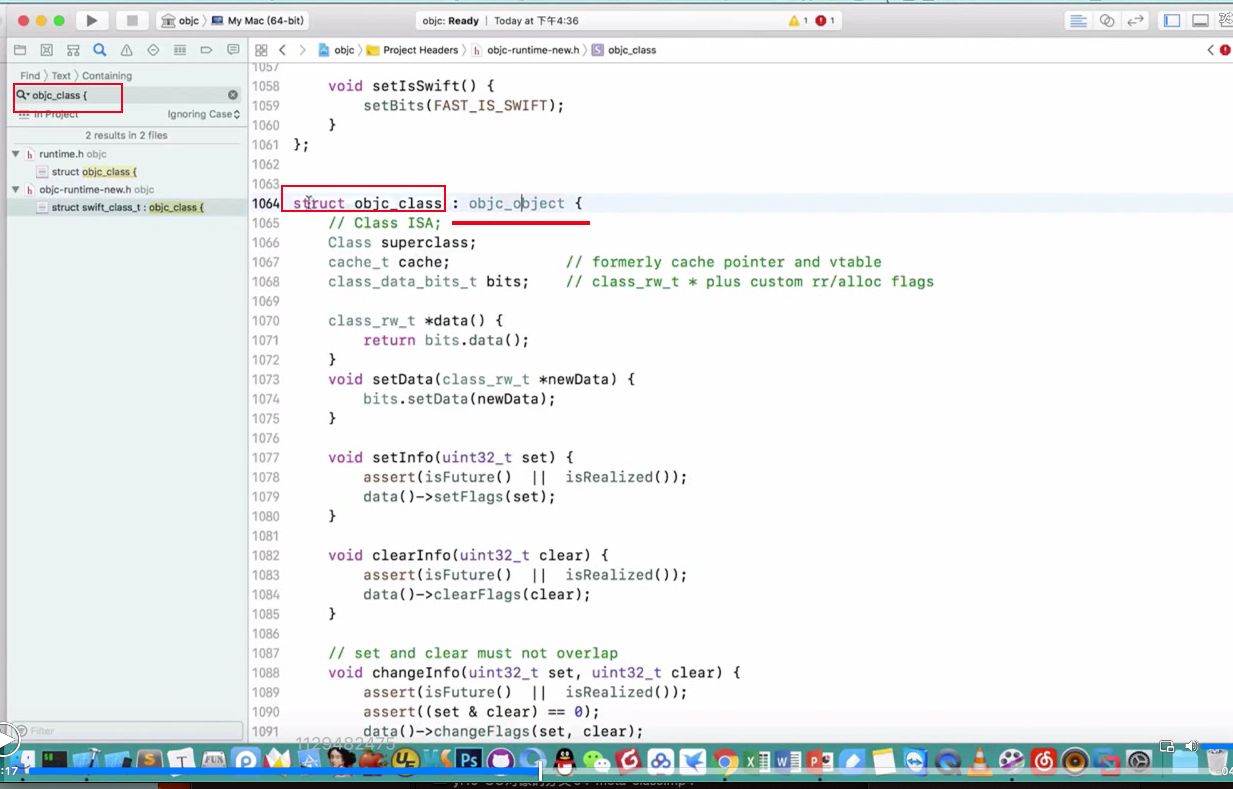 objc 〉 My Mac (64-bit)
objc: Ready | Today at 下午4:36
1
1
objc 〉 Project Headers 〉 objc-runtime-new.h 〉 objc_class
Find 〉 Text 〉 Containing
objc_class {
In Project
Ignoring Case
2 results in 2 files
runtime.h objc
struct objc_class {
objc-runtime-new.h objc
struct swift_class_t : objc_class {
Filter
1057
1058 void setIsSwift() {
1059 setBits(FAST_IS_SWIFT);
1060 }
1061 };
1062
1063
1064 struct objc_class : objc_object {
1065 // Class ISA;
1066 Class superclass;
1067 cache_t cache; // formerly cache pointer and vtable
1068 class_data_bits_t bits; // class_rw_t * plus custom rr/alloc flags
1069
1070 class_rw_t *data() {
1071 return bits.data();
1072 }
1073 void setData(class_rw_t *newData) {
1074 bits.setData(newData);
1075 }
1076
1077 void setInfo(uint32_t set) {
1078 assert(isFuture() || isRealized());
1079 data()->setFlags(set);
1080 }
1081
1082 void clearInfo(uint32_t clear) {
1083 assert(isFuture() || isRealized());
1084 data()->clearFlags(clear);
1085 }
1086
1087 // set and clear must not overlap
1088 void changeInfo(uint32_t set, uint32_t clear) {
1089 assert(isFuture() || isRealized());
1090 assert((set & clear) == 0);
1091 data()->changeFlags(set, clear);
1129482475
Ps
:17